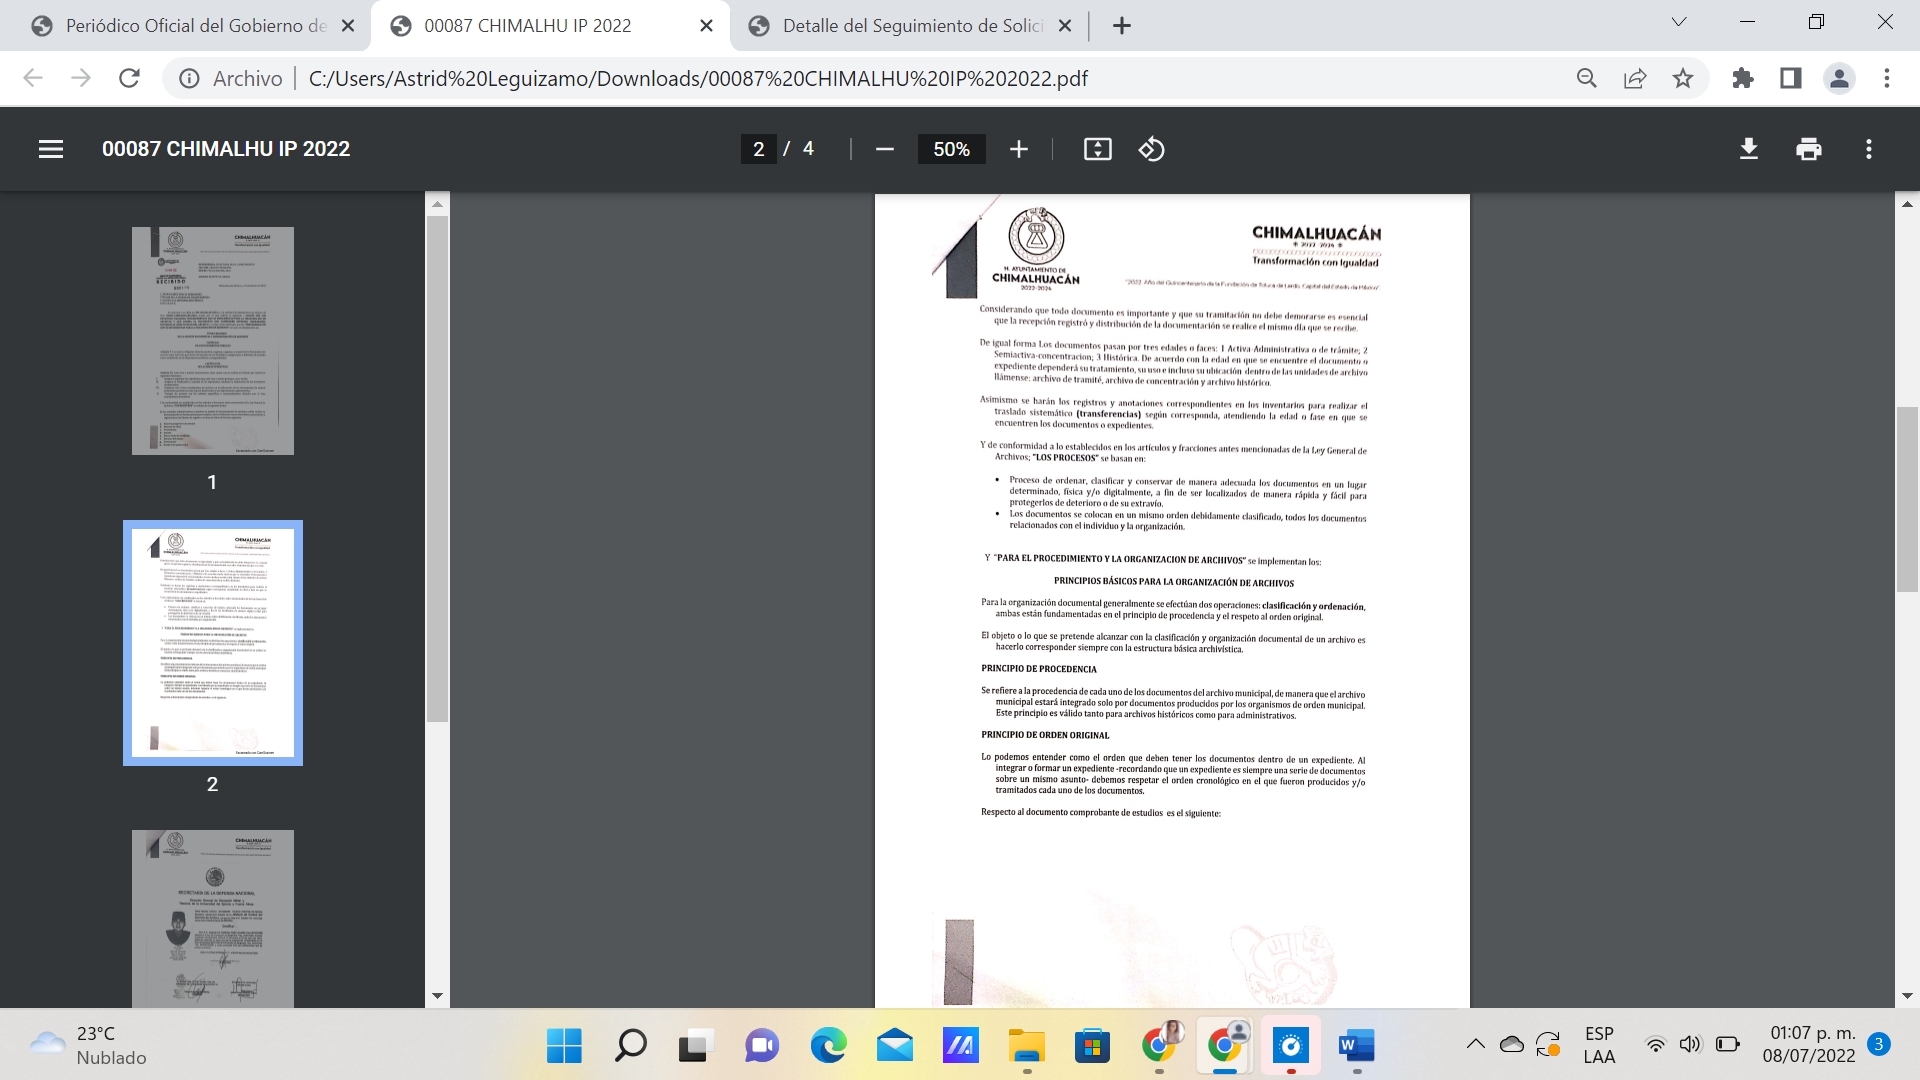 Periódico Oficial del Gobierno de
00087 CHIMALHU IP 2022
Detalle del Seguimiento de Solici
Archivo
C:/Users/Astrid%20Leguizamo/Downloads/00087%20CHIMALHU%20IP%202022.pdf
00087 CHIMALHU IP 2022
2 / 4
50%
1
2
H. AYUNTAMIENTO DE
CHIMALHUACÁN
2022-2024
CHIMALHUACÁN
2022-2024
Transformación con Igualdad
"2022. Año del Quincentenario de la Fundación de Toluca de Lerdo, Capital del Estado de México".
Considerando que todo documento es importante y que su tramitación no debe demorarse es esencial
que la recepción registró y distribución de la documentación se realice el mismo día que se recibe.
De igual forma Los documentos pasan por tres edades o faces: 1 Activa-Administrativa o de trámite; 2
Semiactiva-concentracion; 3 Histórica. De acuerdo con la edad en que se encuentre el documento o
expediente dependerá su tratamiento, su uso e incluso su ubicación dentro de las unidades de archivo
llámense: archivo de tramité, archivo de concentración y archivo histórico.
Asimismo se harán los registros y anotaciones correspondientes en los inventarios para realizar el
traslado sistemático (transferencias) según corresponda, atendiendo la edad o fase en que se
encuentren los documentos o expedientes.
Y de conformidad a lo establecidos en los artículos y fracciones antes mencionadas de la Ley General de
Archivos; "LOS PROCESOS" se basan en:
• Proceso de ordenar, clasificar y conservar de manera adecuada los documentos en un lugar
determinado, física y/o digitalmente, a fin de ser localizados de manera rápida y fácil para
protegerlos de deterioro o de su extravío.
• Los documentos se colocan en un mismo orden debidamente clasificado, todos los documentos
relacionados con el individuo y la organización.
Y "PARA EL PROCEDIMIENTO Y LA ORGANIZACION DE ARCHIVOS" se implementan los:
PRINCIPIOS BÁSICOS PARA LA ORGANIZACIÓN DE ARCHIVOS
Para la organización documental generalmente se efectúan dos operaciones: clasificación y ordenación,
ambas están fundamentadas en el principio de procedencia y el respeto al orden original.
El objeto o lo que se pretende alcanzar con la clasificación y organización documental de un archivo es
hacerlo corresponder siempre con la estructura básica archivística.
PRINCIPIO DE PROCEDENCIA
Se refiere a la procedencia de cada uno de los documentos del archivo municipal, de manera que el archivo
municipal estará integrado solo por documentos producidos por los organismos de orden municipal.
Este principio es válido tanto para archivos históricos como para administrativos.
PRINCIPIO DE ORDEN ORIGINAL
Lo podemos entender como el orden que deben tener los documentos dentro de un expediente. Al
integrar o formar un expediente -recordando que un expediente es siempre una serie de documentos
sobre un mismo asunto- debemos respetar el orden cronológico en el que fueron producidos y/o
tramitados cada uno de los documentos.
Respecto al documento comprobante de estudios es el siguiente:
23°C
Nublado
ESP
LAA
01:07 p. m.
08/07/2022
3